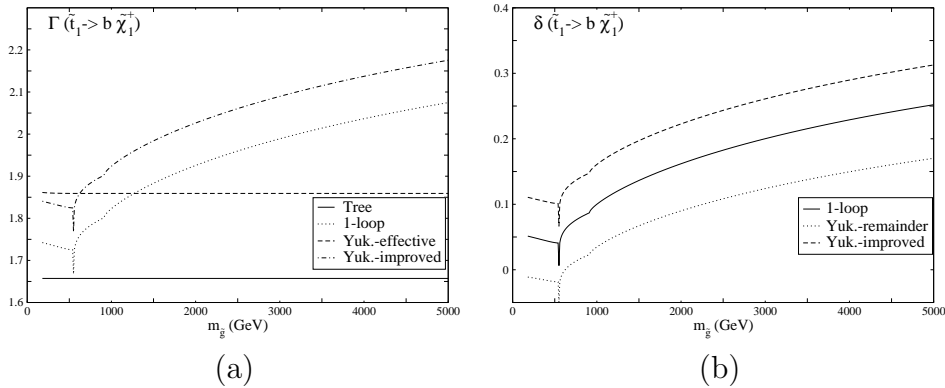 Γ (t̃₁-> b χ̃₁⁺)
2.2
2.1
2
1.9
1.8
1.7
1.6
0 1000 2000 3000 4000 5000
m_g̃ (GeV)
Tree
1-loop
Yuk.-effective
Yuk.-improved
(a)
δ (t̃₁-> b χ̃₁⁺)
0.4
0.3
0.2
0.1
0
0 1000 2000 3000 4000 5000
m_g̃ (GeV)
1-loop
Yuk.-remainder
Yuk.-improved
(b)